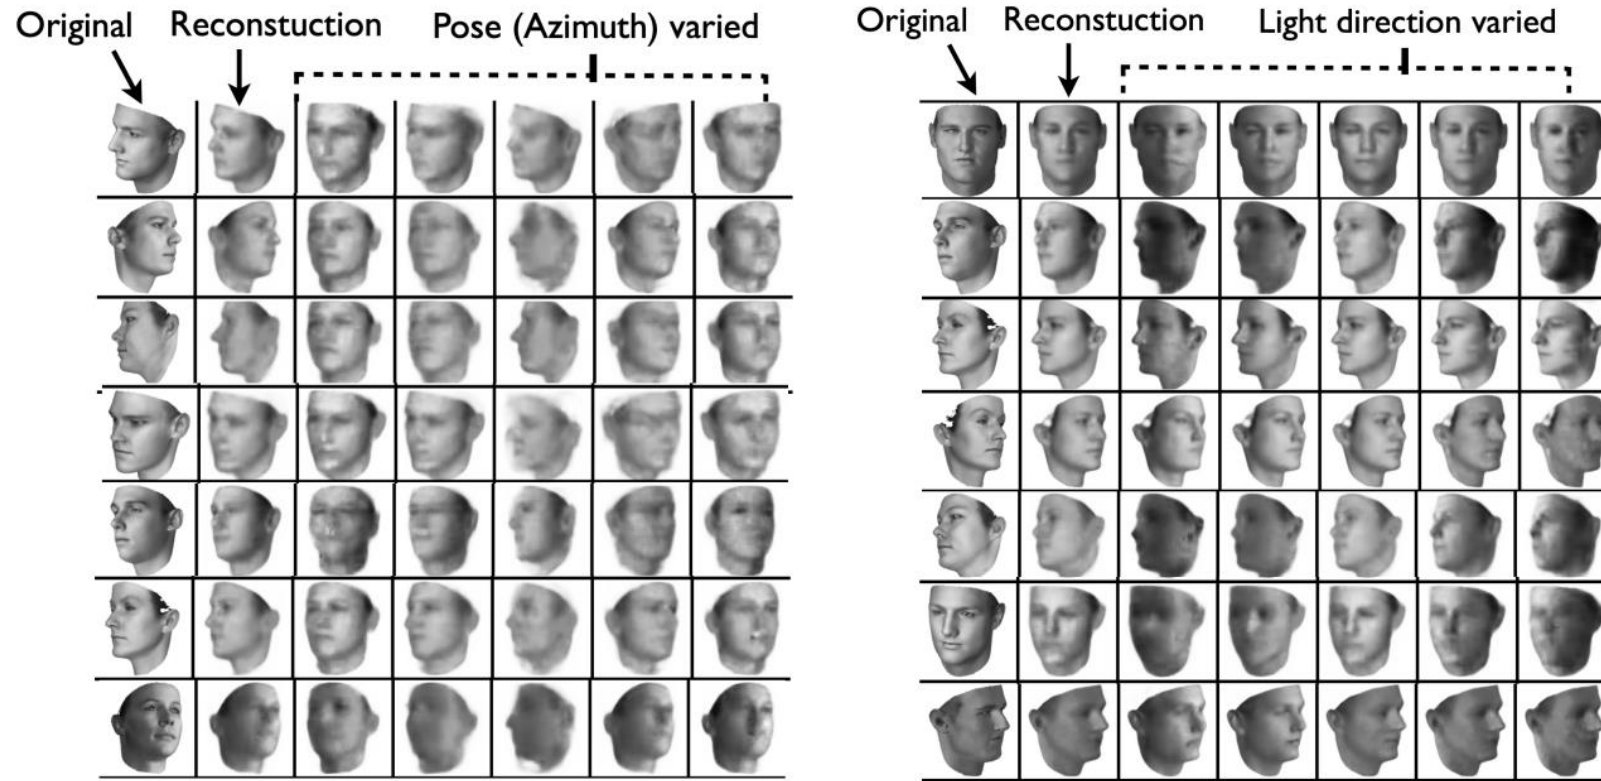 Original Reconstuction Pose (Azimuth) varied
Original Reconstuction Light direction varied